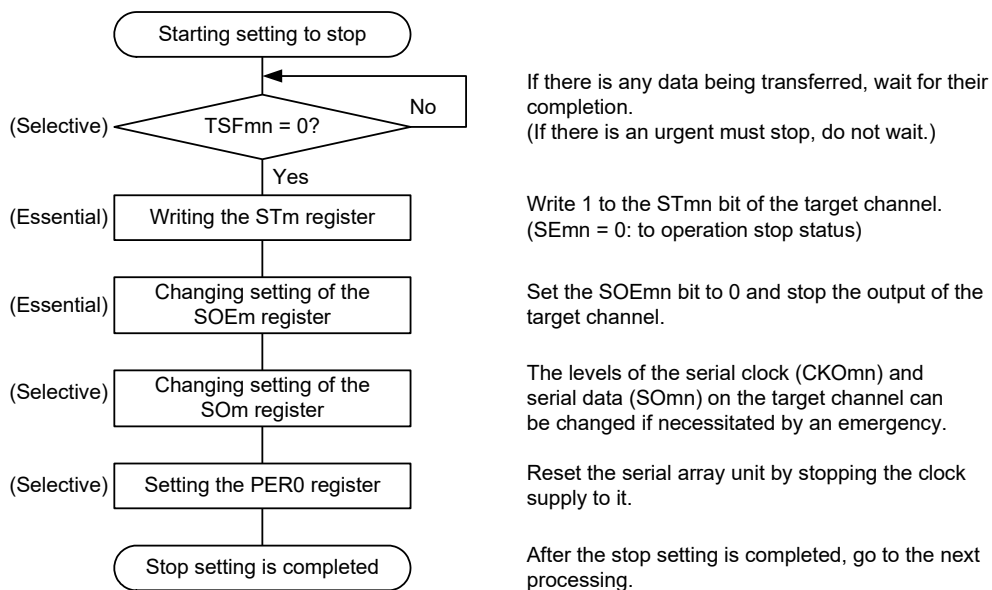 Starting setting to stop
No
(Selective)
TSFmn = 0?
If there is any data being transferred, wait for their
completion.
(If there is an urgent must stop, do not wait.)
Yes
(Essential)
Writing the STm register
Write 1 to the STmn bit of the target channel.
(SEmn = 0: to operation stop status)
(Essential)
Changing setting of the
SOEm register
Set the SOEmn bit to 0 and stop the output of the
target channel.
(Selective)
Changing setting of the
SOm register
The levels of the serial clock (CKOmn) and
serial data (SOmn) on the target channel can
be changed if necessitated by an emergency.
(Selective)
Setting the PER0 register
Reset the serial array unit by stopping the clock
supply to it.
Stop setting is completed
After the stop setting is completed, go to the next
processing.